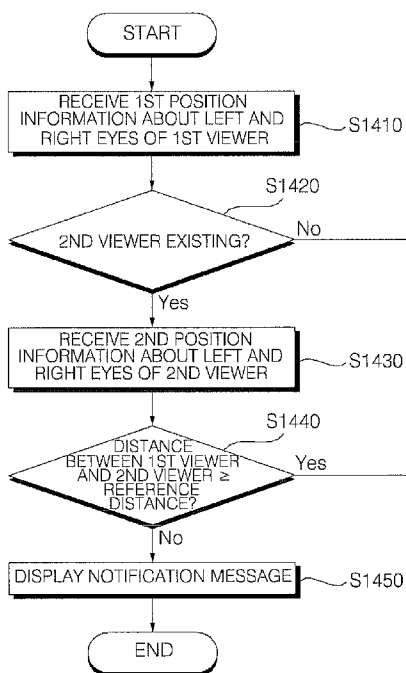 START
RECEIVE 1ST POSITION
INFORMATION ABOUT LEFT AND
RIGHT EYES OF 1ST VIEWER
S1410
S1420
2ND VIEWER EXISTING?
No
Yes
RECEIVE 2ND POSITION
INFORMATION ABOUT LEFT AND
RIGHT EYES OF 2ND VIEWER
S1430
S1440
DISTANCE
BETWEEN 1ST VIEWER
AND 2ND VIEWER ≥
REFERENCE
DISTANCE?
Yes
No
DISPLAY NOTIFICATION MESSAGE
S1450
END